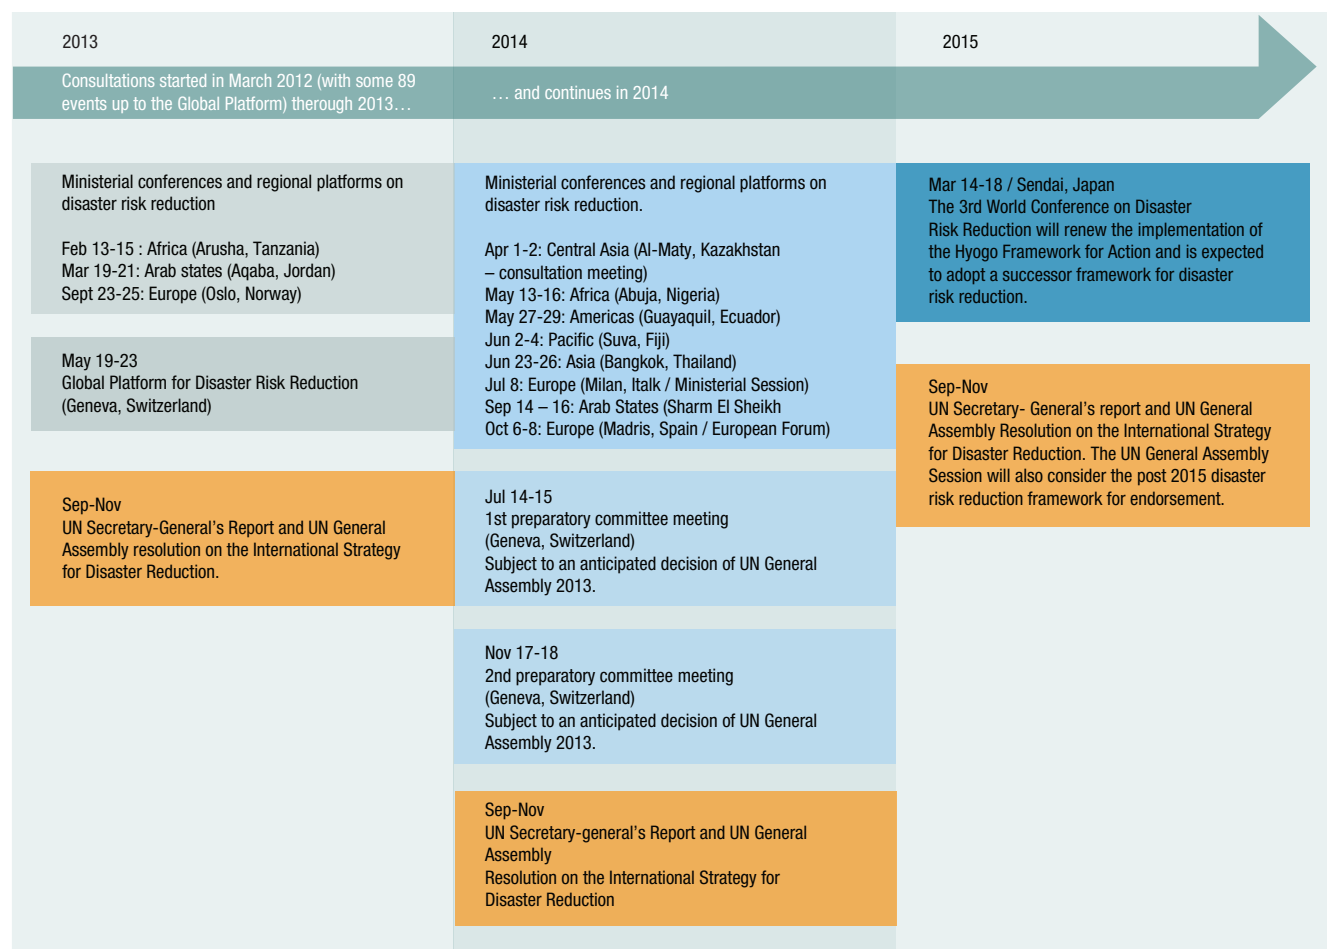 2013
Consultations started in March 2012 (with some 89
events up to the Global Platform) therough 2013…
Ministerial conferences and regional platforms on
disaster risk reduction
Feb 13-15 : Africa (Arusha, Tanzania)
Mar 19-21: Arab states (Aqaba, Jordan)
Sept 23-25: Europe (Oslo, Norway)
May 19-23
Global Platform for Disaster Risk Reduction
(Geneva, Switzerland)
Sep-Nov
UN Secretary-General’s Report and UN General
Assembly resolution on the International Strategy
for Disaster Reduction.
2014
… and continues in 2014
Ministerial conferences and regional platforms on
disaster risk reduction.
Apr 1-2: Central Asia (Al-Maty, Kazakhstan
– consultation meeting)
May 13-16: Africa (Abuja, Nigeria)
May 27-29: Americas (Guayaquil, Ecuador)
Jun 2-4: Pacific (Suva, Fiji)
Jun 23-26: Asia (Bangkok, Thailand)
Jul 8: Europe (Milan, Italk / Ministerial Session)
Sep 14 – 16: Arab States (Sharm El Sheikh
Oct 6-8: Europe (Madris, Spain / European Forum)
Jul 14-15
1st preparatory committee meeting
(Geneva, Switzerland)
Subject to an anticipated decision of UN General
Assembly 2013.
Nov 17-18
2nd preparatory committee meeting
(Geneva, Switzerland)
Subject to an anticipated decision of UN General
Assembly 2013.
Sep-Nov
UN Secretary-general’s Report and UN General
Assembly
Resolution on the International Strategy for
Disaster Reduction
2015
Mar 14-18 / Sendai, Japan
The 3rd World Conference on Disaster
Risk Reduction will renew the implementation of
the Hyogo Framework for Action and is expected
to adopt a successor framework for disaster
risk reduction.
Sep-Nov
UN Secretary- General’s report and UN General
Assembly Resolution on the International Strategy
for Disaster Reduction. The UN General Assembly
Session will also consider the post 2015 disaster
risk reduction framework for endorsement.